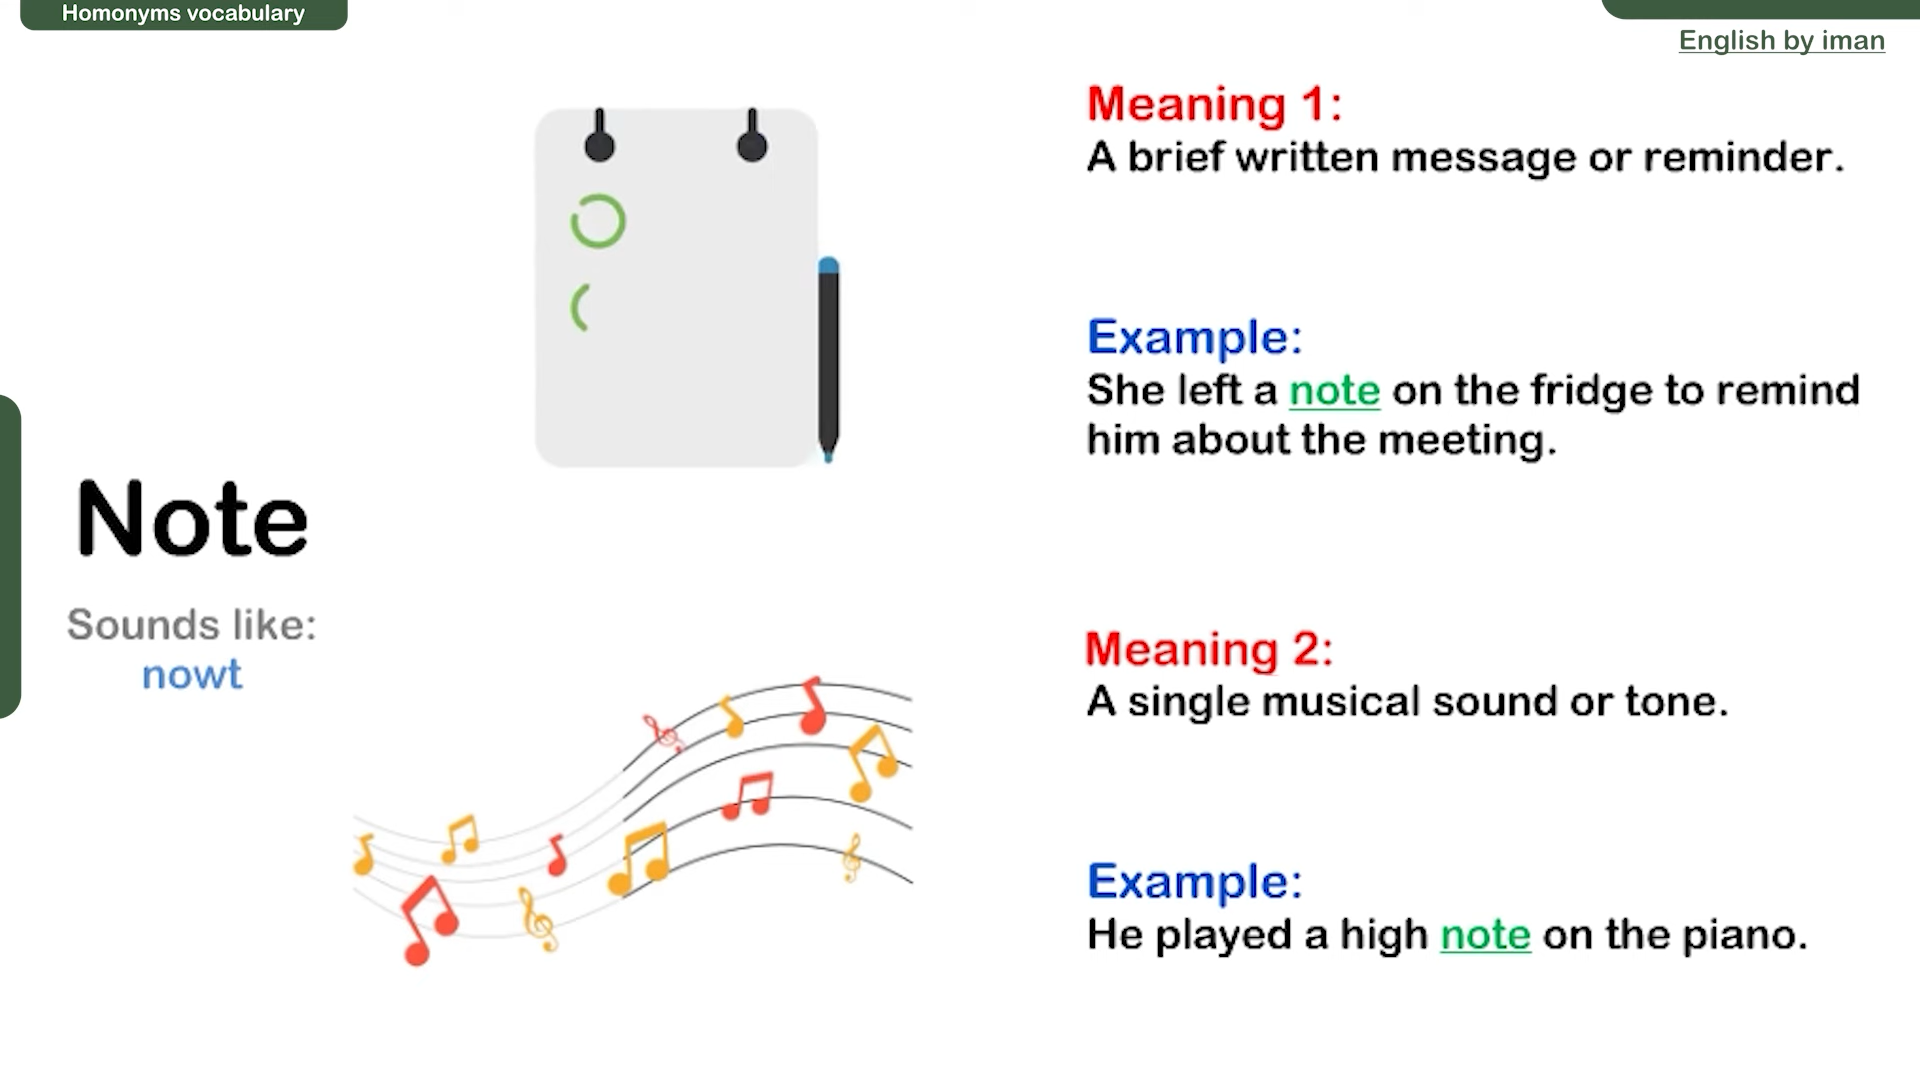 Homonyms vocabulary
English by iman
Meaning 1:
A brief written message or reminder.
Example:
She left a note on the fridge to remind
him about the meeting.
Note
Sounds like:
nowt
Meaning 2:
A single musical sound or tone.
Example:
He played a high note on the piano.